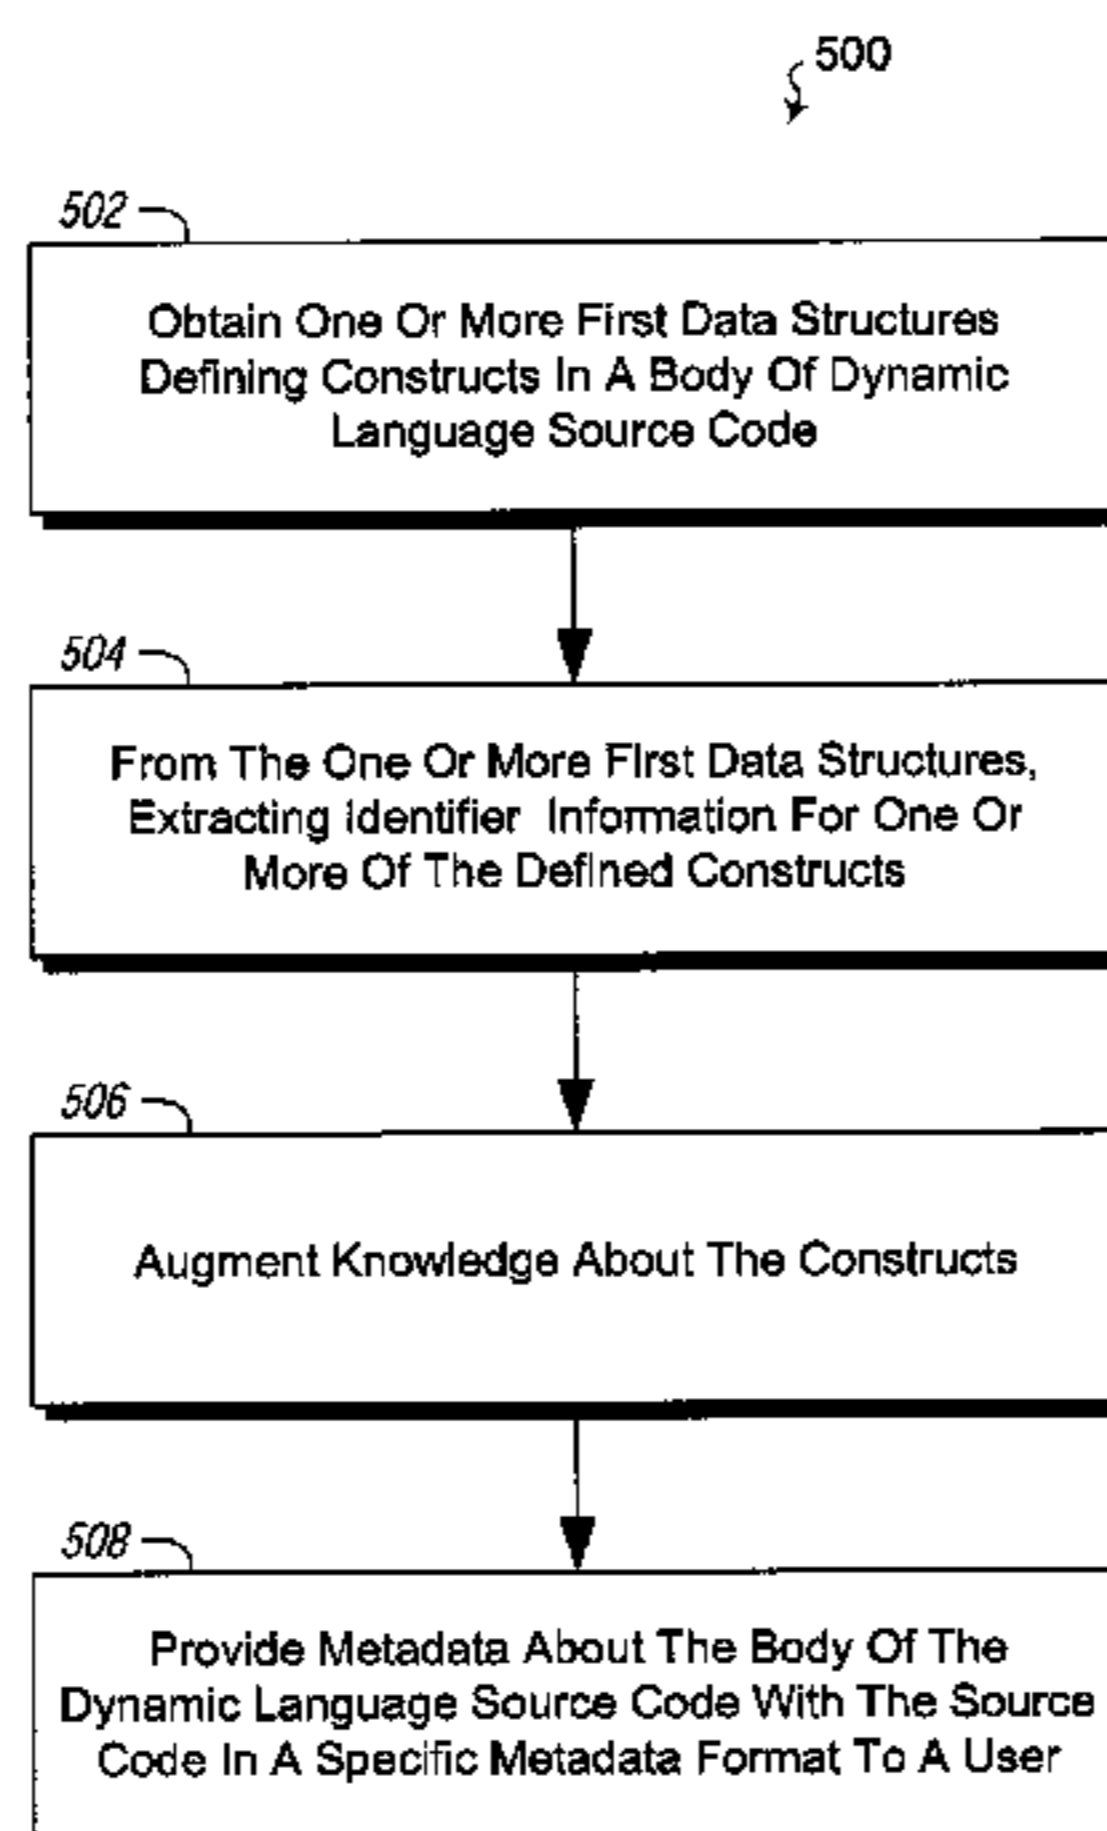 500
502
Obtain One Or More First Data Structures
Defining Constructs In A Body Of Dynamic
Language Source Code
504
From The One Or More First Data Structures,
Extracting Identifier Information For One Or
More Of The Defined Constructs
506
Augment Knowledge About The Constructs
508
Provide Metadata About The Body Of The
Dynamic Language Source Code With The Source
Code In A Specific Metadata Format To A User